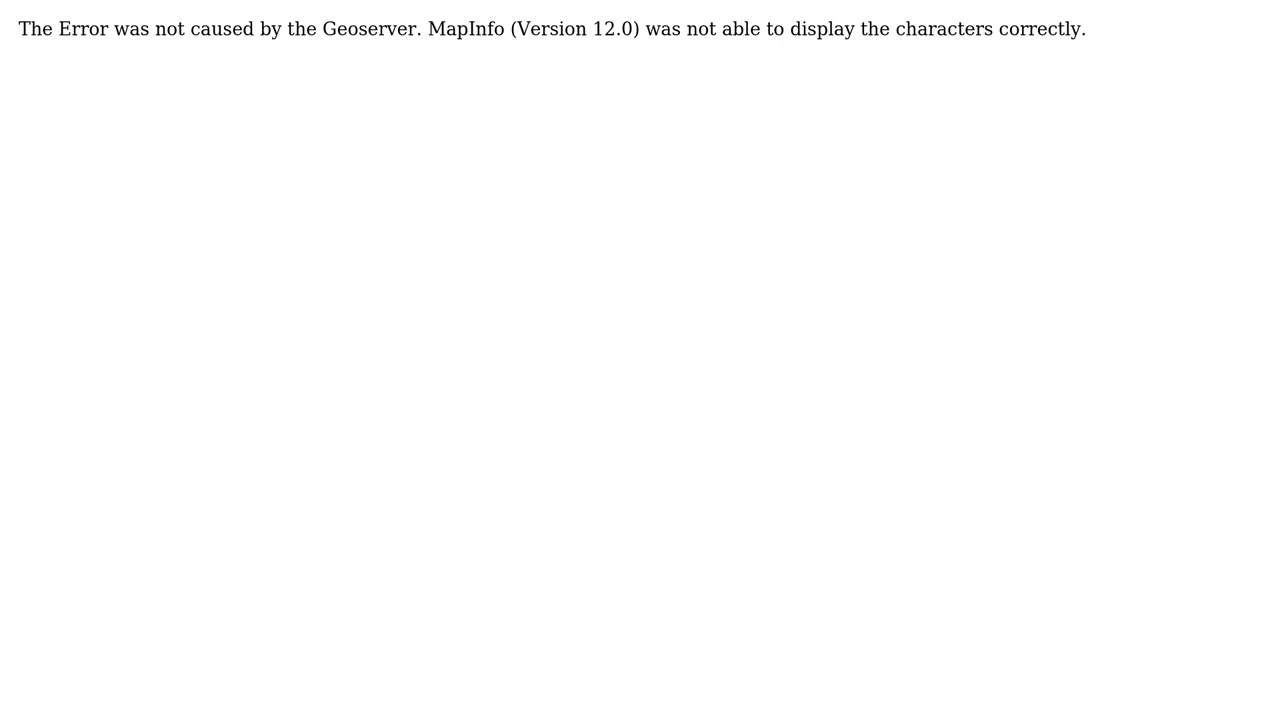 The Error was not caused by the Geoserver. MapInfo (Version 12.0) was not able to display the characters correctly.